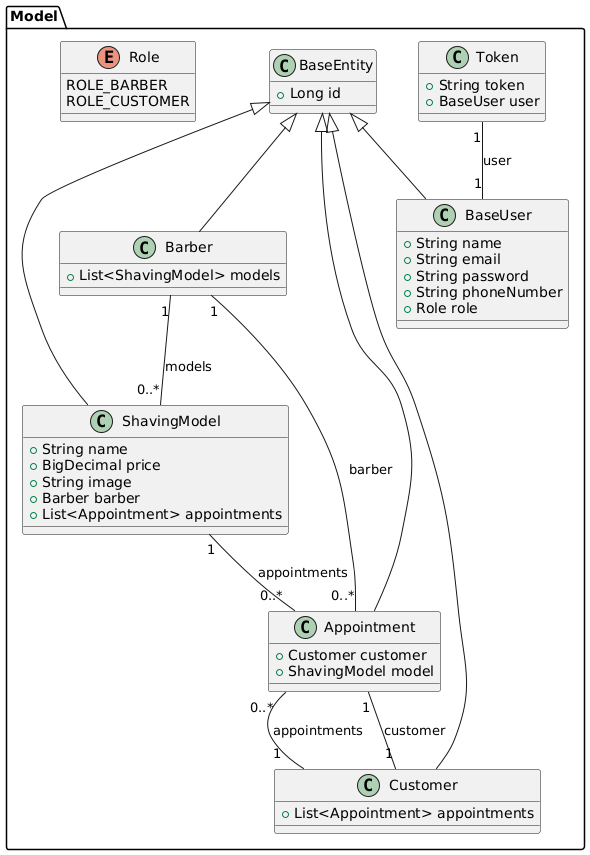 Model
E Role
ROLE_BARBER
ROLE_CUSTOMER
C BaseEntity
Long id
C Token
String token
BaseUser user
1
user
1
C BaseUser
String name
String email
String password
String phoneNumber
Role role
C Barber
List<ShavingModel> models
1
1
models
0..*
C ShavingModel
String name
BigDecimal price
String image
Barber barber
List<Appointment> appointments
barber
1
appointments
0..*
0..*
C Appointment
Customer customer
ShavingModel model
0..*
1
appointments
customer
1
1
C Customer
List<Appointment> appointments